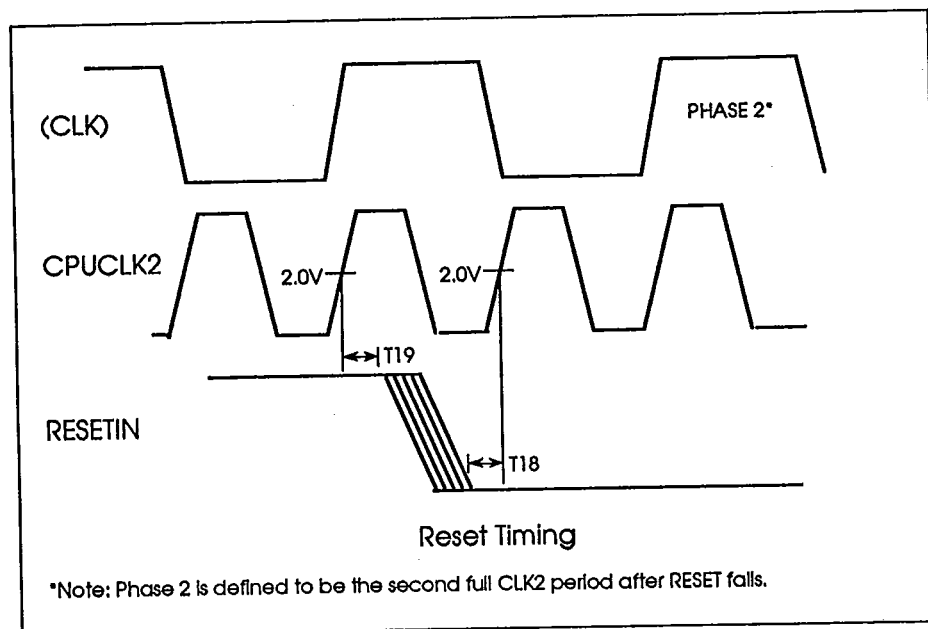 (CLK)
PHASE 2*
CPUCLK2
2.0V
2.0V
T19
RESETIN
T18
Reset Timing
*Note: Phase 2 is defined to be the second full CLK2 period after RESET falls.